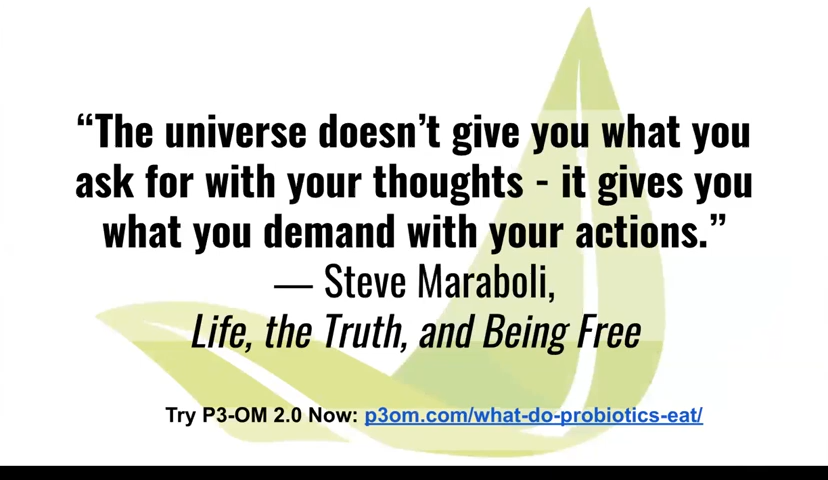 “The universe doesn’t give you what you
ask for with your thoughts - it gives you
what you demand with your actions.”
— Steve Maraboli,
Life, the Truth, and Being Free
Try P3-OM 2.0 Now: p3om.com/what-do-probiotics-eat/